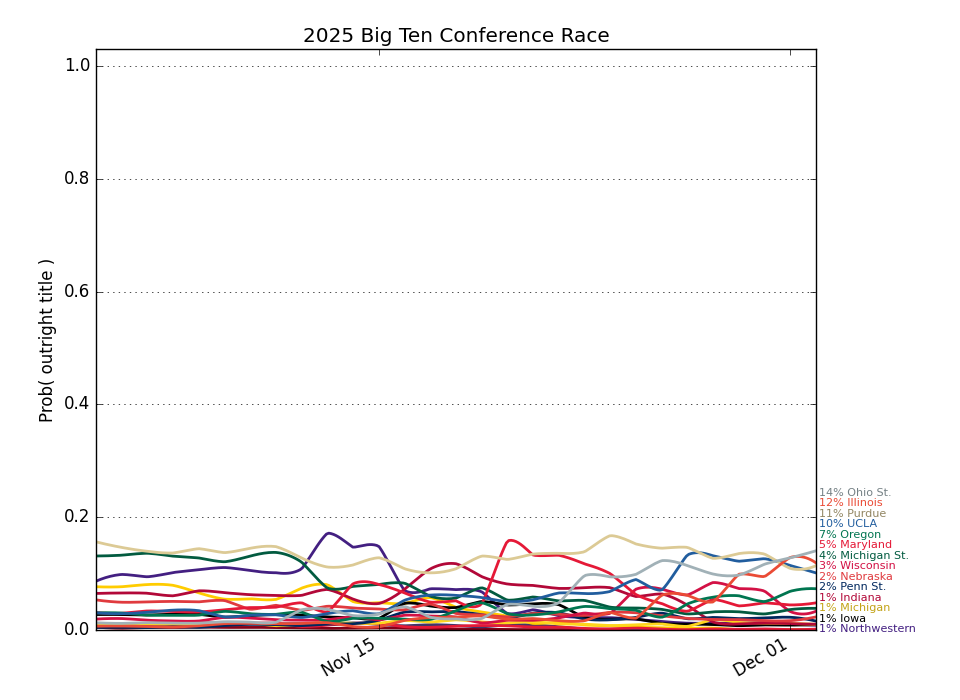 2025 Big Ten Conference Race
Prob( outright title )
1.0
0.8
0.6
0.4
0.2
0.0
Nov 15
Dec 01
14% Ohio St.
12% Illinois
11% Purdue
10% UCLA
7% Oregon
5% Maryland
4% Michigan St.
3% Wisconsin
2% Nebraska
2% Penn St.
1% Indiana
1% Michigan
1% Iowa
1% Northwestern